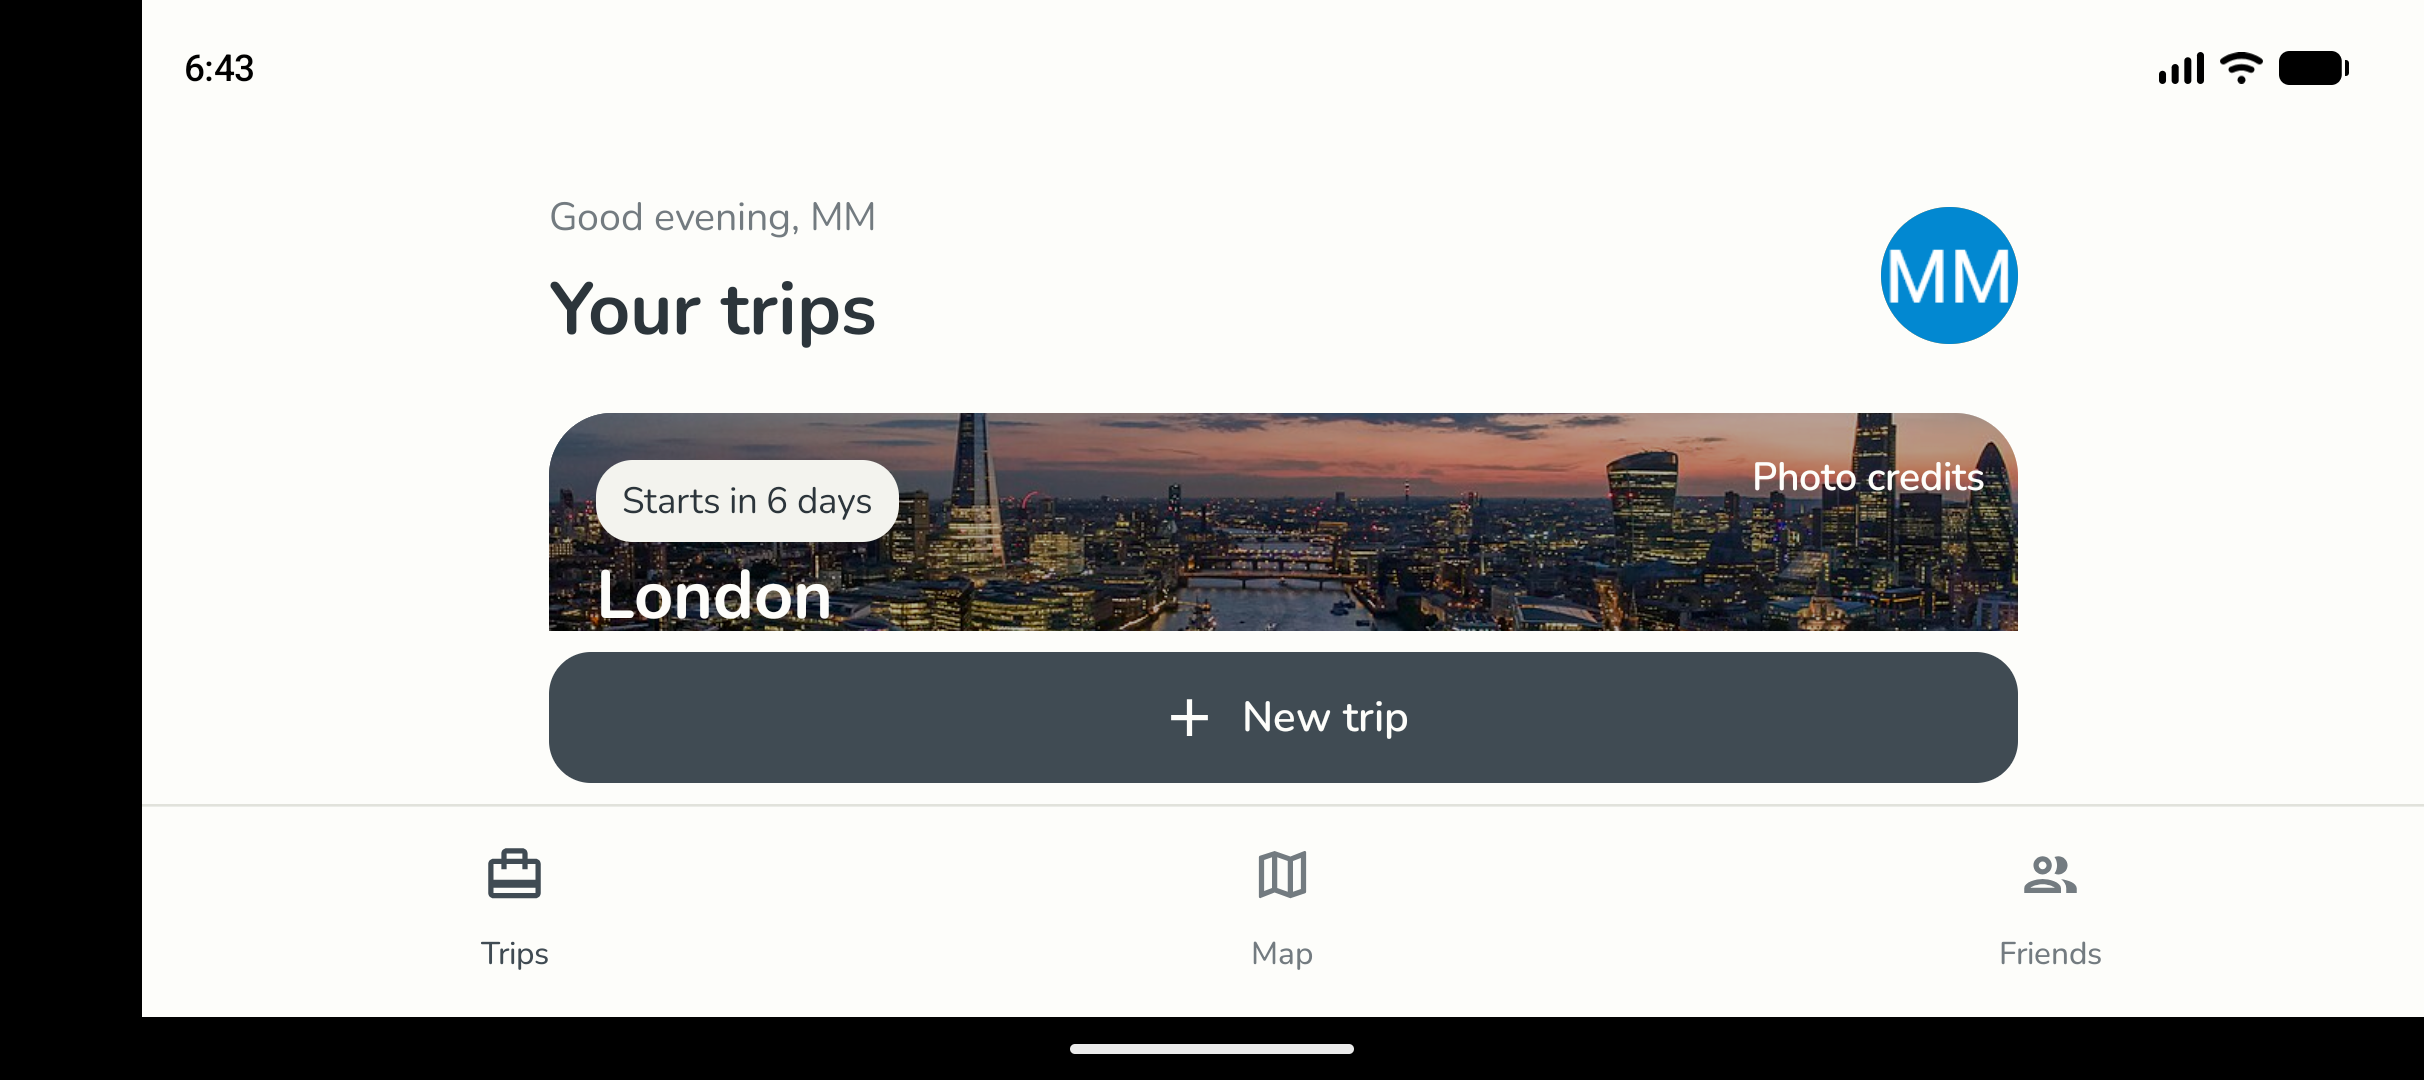 6:43
Good evening, MM
Your trips
MM
Starts in 6 days
Photo credits
London
New trip
Trips
Map
Friends